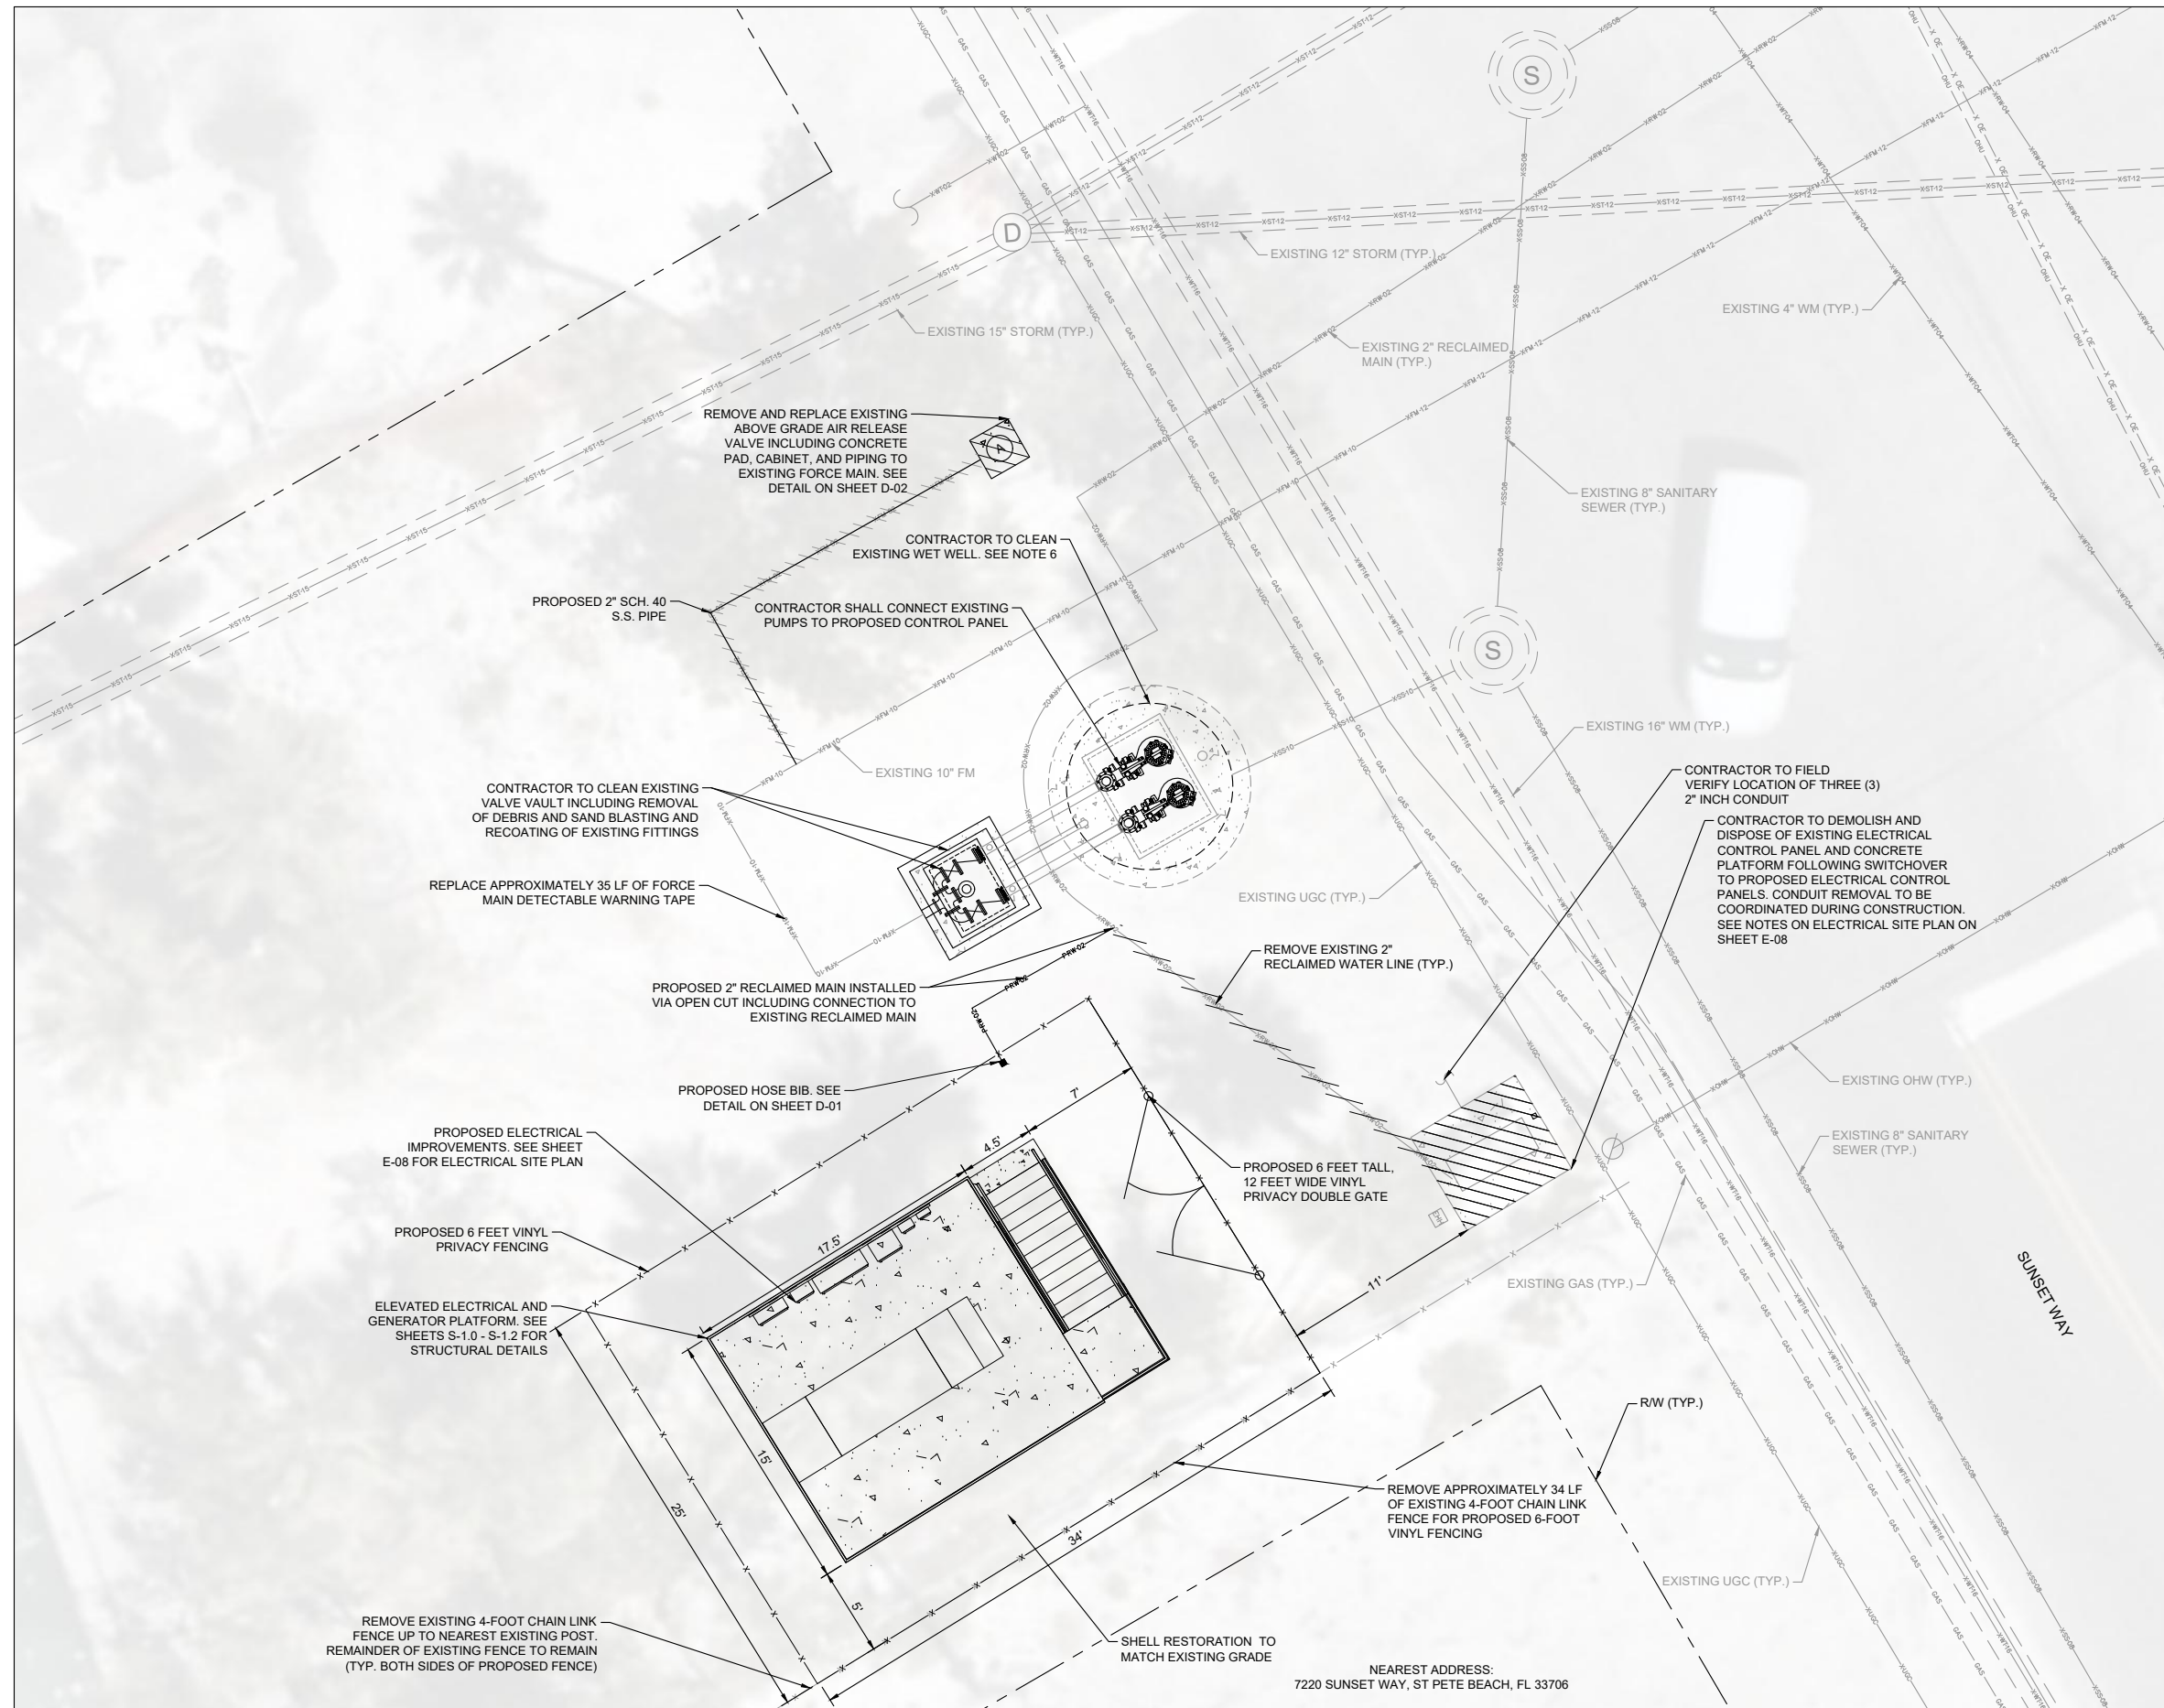 EXISTING 12" STORM (TYP.)
EXISTING 4" WM (TYP.)
EXISTING 15" STORM (TYP.)
EXISTING 2" RECLAIMED
MAIN (TYP.)
REMOVE AND REPLACE EXISTING
ABOVE GRADE AIR RELEASE
VALVE INCLUDING CONCRETE
PAD, CABINET, AND PIPING TO
EXISTING FORCE MAIN. SEE
DETAIL ON SHEET D-02
EXISTING 8" SANITARY
SEWER (TYP.)
CONTRACTOR TO CLEAN
EXISTING WET WELL. SEE NOTE 6
PROPOSED 2" SCH. 40
S.S. PIPE
CONTRACTOR SHALL CONNECT EXISTING
PUMPS TO PROPOSED CONTROL PANEL
EXISTING 16" WM (TYP.)
EXISTING 10" FM
CONTRACTOR TO FIELD
VERIFY LOCATION OF THREE (3)
2" INCH CONDUIT
CONTRACTOR TO CLEAN EXISTING
VALVE VAULT INCLUDING REMOVAL
OF DEBRIS AND SAND BLASTING AND
RECOATING OF EXISTING FITTINGS
CONTRACTOR TO DEMOLISH AND
DISPOSE OF EXISTING ELECTRICAL
CONTROL PANEL AND CONCRETE
PLATFORM FOLLOWING SWITCHOVER
TO PROPOSED ELECTRICAL CONTROL
PANELS. CONDUIT REMOVAL TO BE
COORDINATED DURING CONSTRUCTION.
SEE NOTES ON ELECTRICAL SITE PLAN ON
SHEET E-08
REPLACE APPROXIMATELY 35 LF OF FORCE
MAIN DETECTABLE WARNING TAPE
EXISTING UGC (TYP.)
REMOVE EXISTING 2"
RECLAIMED WATER LINE (TYP.)
PROPOSED 2" RECLAIMED MAIN INSTALLED
VIA OPEN CUT INCLUDING CONNECTION TO
EXISTING RECLAIMED MAIN
EXISTING OHW (TYP.)
PROPOSED HOSE BIB. SEE
DETAIL ON SHEET D-01
7'
4.5'
PROPOSED ELECTRICAL
IMPROVEMENTS. SEE SHEET
E-08 FOR ELECTRICAL SITE PLAN
EXISTING 8" SANITARY
SEWER (TYP.)
PROPOSED 6 FEET TALL,
12 FEET WIDE VINYL
PRIVACY DOUBLE GATE
PROPOSED 6 FEET VINYL
PRIVACY FENCING
17.5'
11'
EXISTING GAS (TYP.)
SUNSET WAY
ELEVATED ELECTRICAL AND
GENERATOR PLATFORM. SEE
SHEETS S-1.0 - S-1.2 FOR
STRUCTURAL DETAILS
R/W (TYP.)
15'
25'
REMOVE APPROXIMATELY 34 LF
OF EXISTING 4-FOOT CHAIN LINK
FENCE FOR PROPOSED 6-FOOT
VINYL FENCING
34'
5'
EXISTING UGC (TYP.)
REMOVE EXISTING 4-FOOT CHAIN LINK
FENCE UP TO NEAREST EXISTING POST.
REMAINDER OF EXISTING FENCE TO REMAIN
(TYP. BOTH SIDES OF PROPOSED FENCE)
SHELL RESTORATION TO
MATCH EXISTING GRADE
NEAREST ADDRESS:
7220 SUNSET WAY, ST PETE BEACH, FL 33706